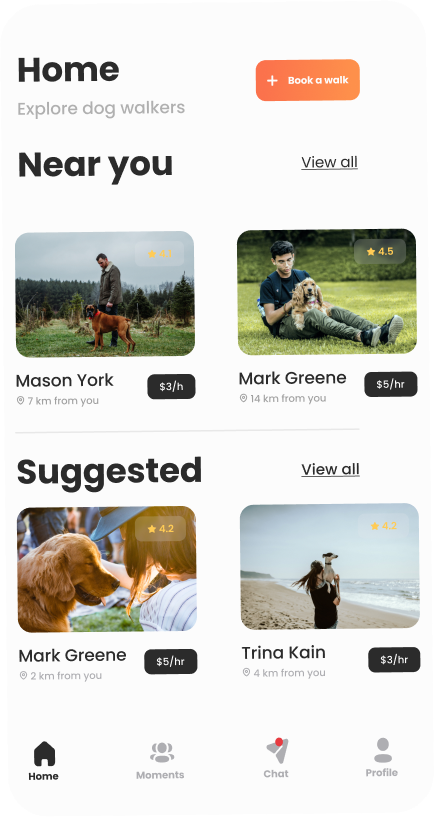 Home
+ Book a walk
Explore dog walkers
Near you
View all
4.5
Mason York
$3/h
7 km from you
Mark Greene
$5/hr
14 km from you
Suggested
View all
4.2
4.2
Mark Greene
$5/hr
2 km from you
Trina Kain
$3/hr
4 km from you
Home
Moments
Chat
Profile